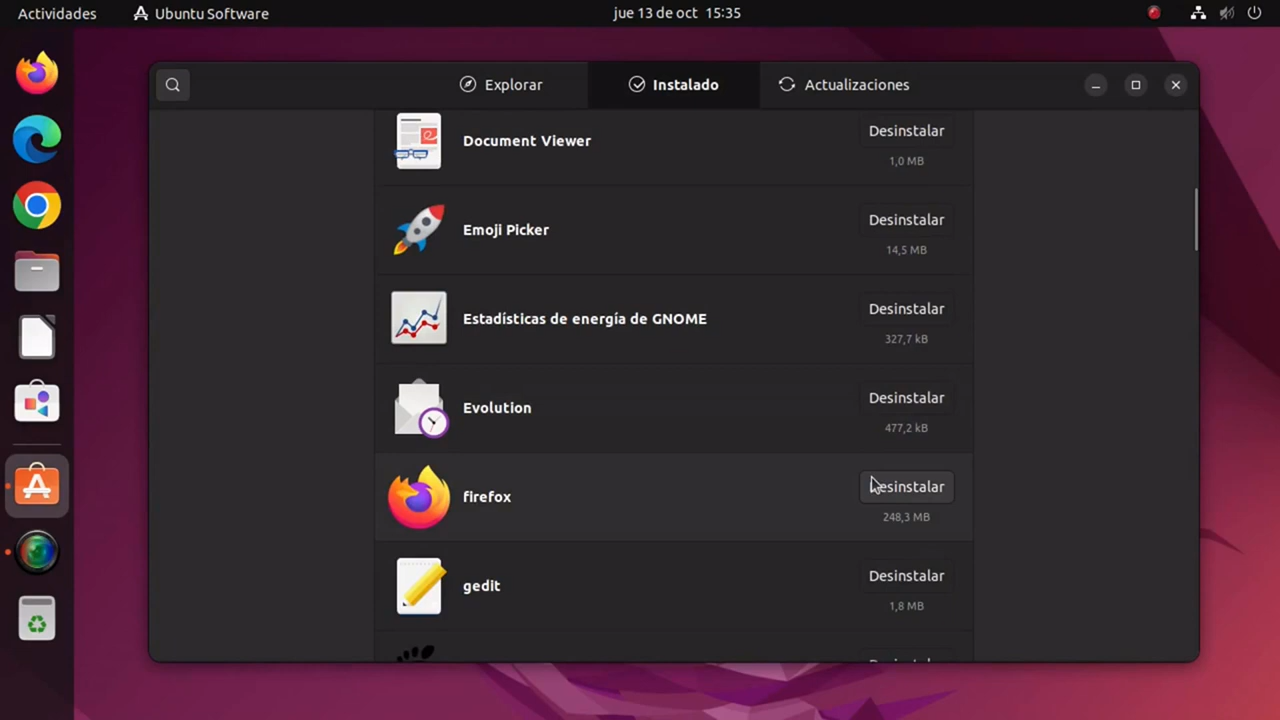 Actividades
Ubuntu Software
jue 13 de oct 15:35
Explorar
Instalado
Actualizaciones
Document Viewer
Desinstalar
1,0 MB
Emoji Picker
Desinstalar
14,5 MB
Estadísticas de energía de GNOME
Desinstalar
327,7 kB
Evolution
Desinstalar
477,2 kB
firefox
Desinstalar
248,3 MB
gedit
Desinstalar
1,8 MB